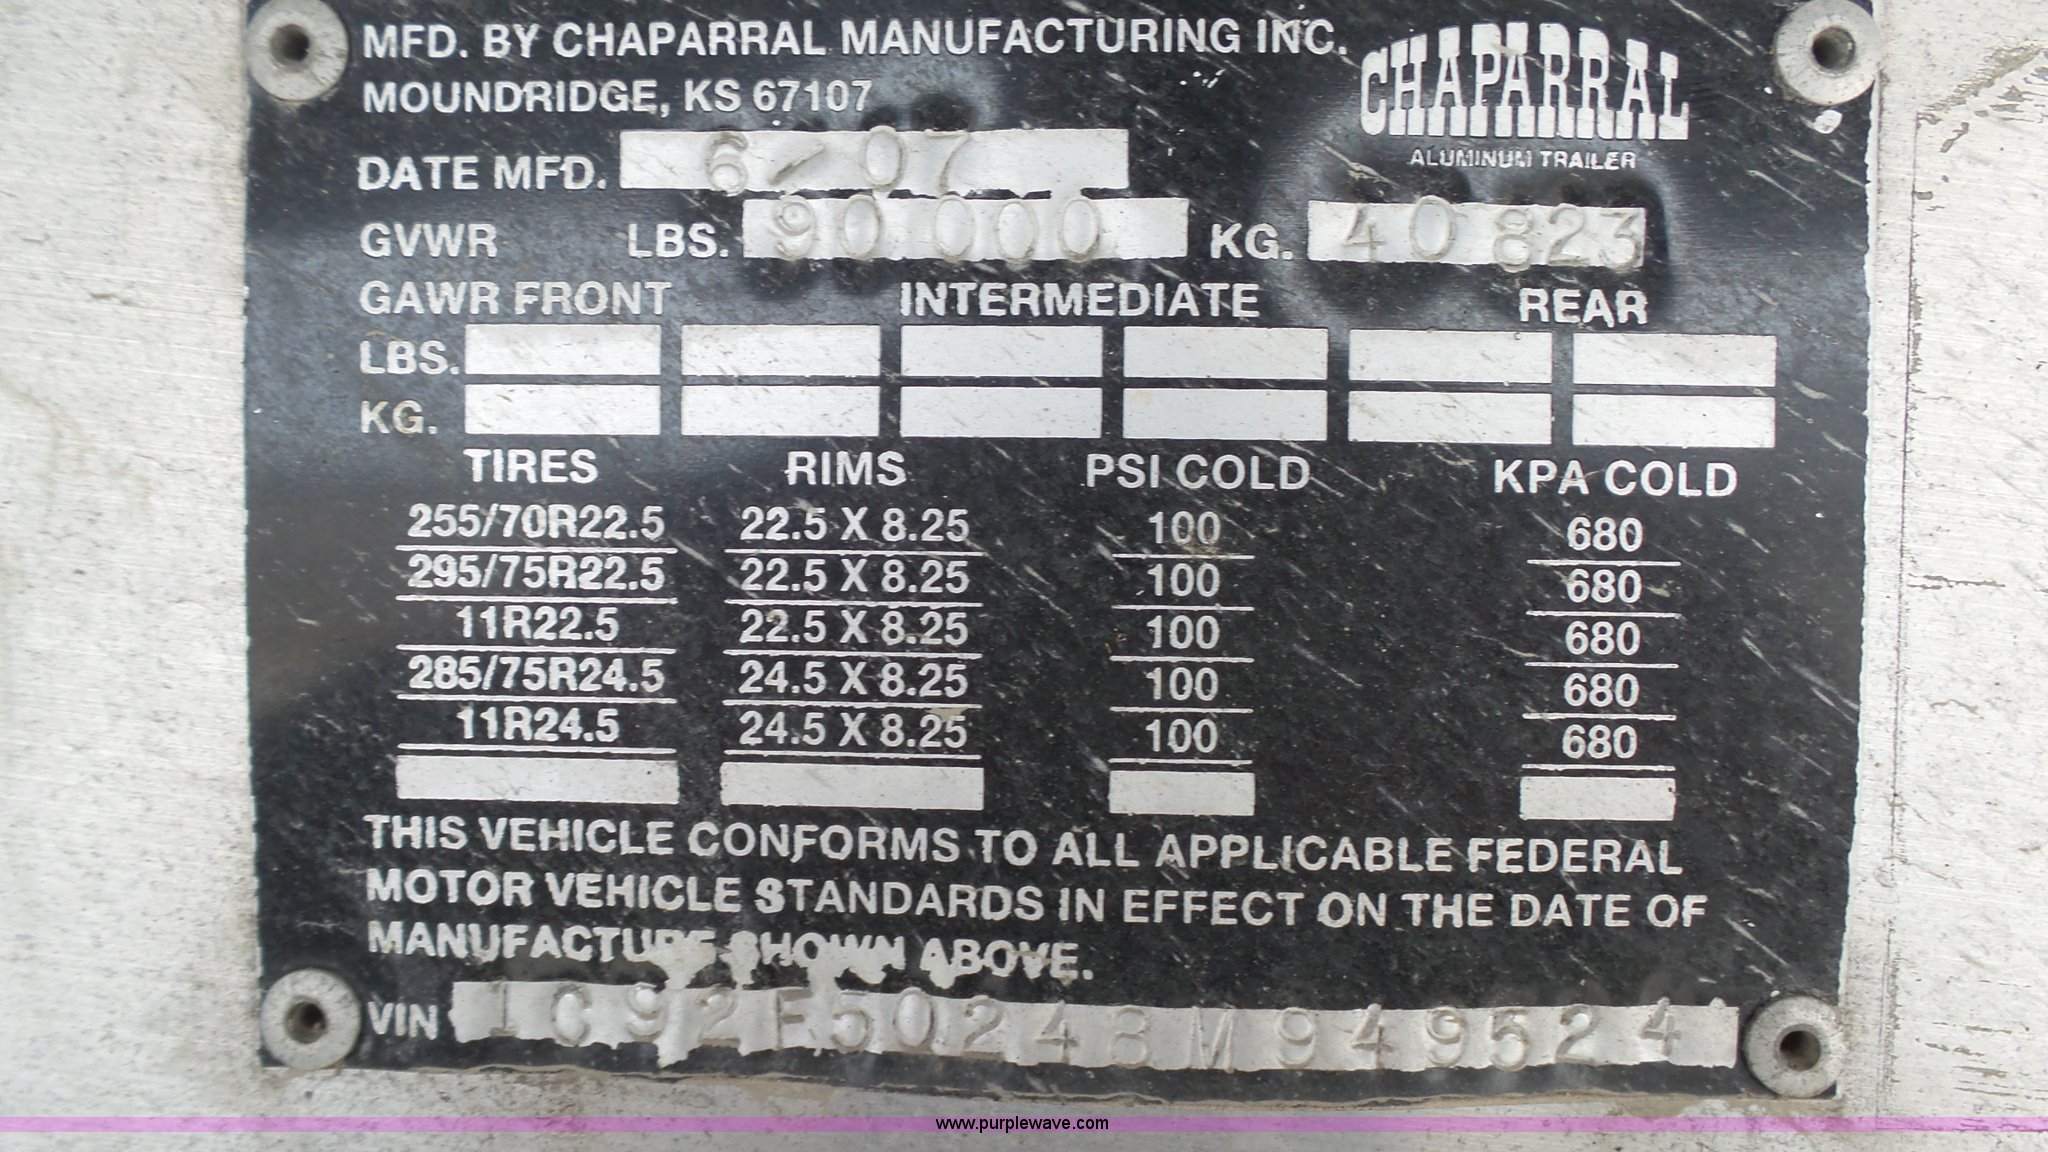 MFD. BY CHAPARRAL MANUFACTURING INC.
MOUNDRIDGE, KS 67107
CHAPARRAL
ALUMINUM TRAILER
DATE MFD. 6/07
GVWR LBS. 90 000 KG. 40 823
GAWR FRONT INTERMEDIATE REAR
LBS.
KG.
TIRES RIMS PSI COLD KPA COLD
255/70R22.5 22.5 X 8.25 100 680
295/75R22.5 22.5 X 8.25 100 680
11R22.5 22.5 X 8.25 100 680
285/75R24.5 24.5 X 8.25 100 680
11R24.5 24.5 X 8.25 100 680
THIS VEHICLE CONFORMS TO ALL APPLICABLE FEDERAL
MOTOR VEHICLE STANDARDS IN EFFECT ON THE DATE OF
MANUFACTURE SHOWN ABOVE.
VIN 1C92F50248M949524
www.purplewave.com